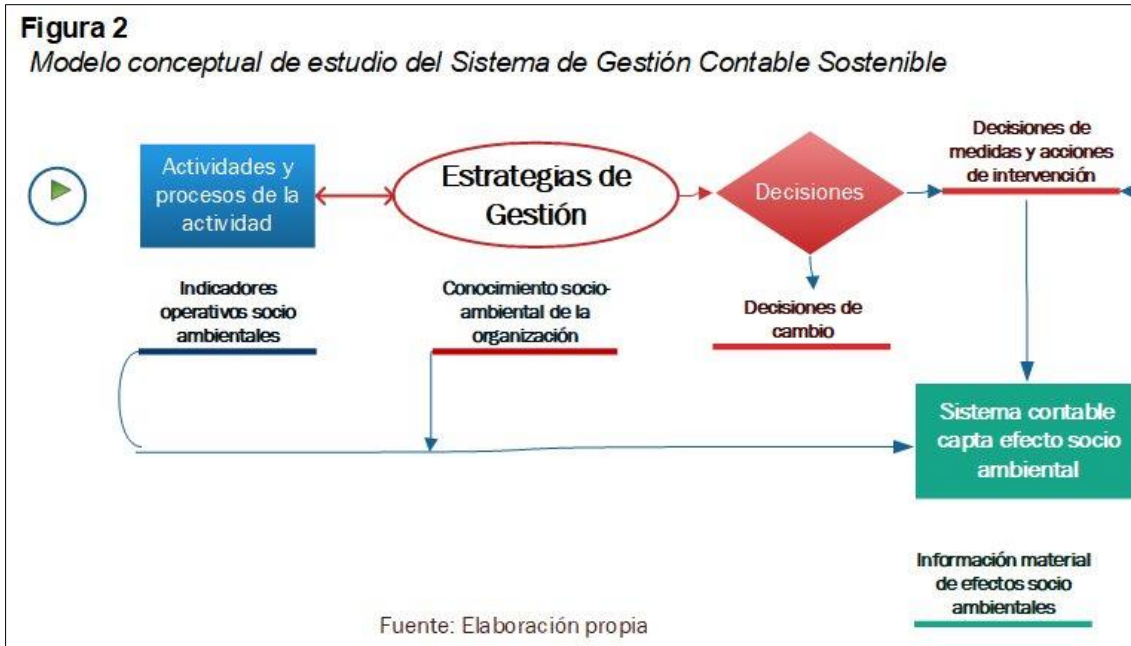 Figura 2
Modelo conceptual de estudio del Sistema de Gestión Contable Sostenible
Actividades y
procesos de la
actividad
Estrategias de
Gestión
Decisiones
Decisiones de
medidas y acciones
de intervención
Indicadores
operativos socio
ambientales
Conocimiento socio-
ambiental de la
organización
Decisiones de
cambio
Sistema contable
capta efecto socio
ambiental
Información material
de efectos socio
ambientales
Fuente: Elaboración propia